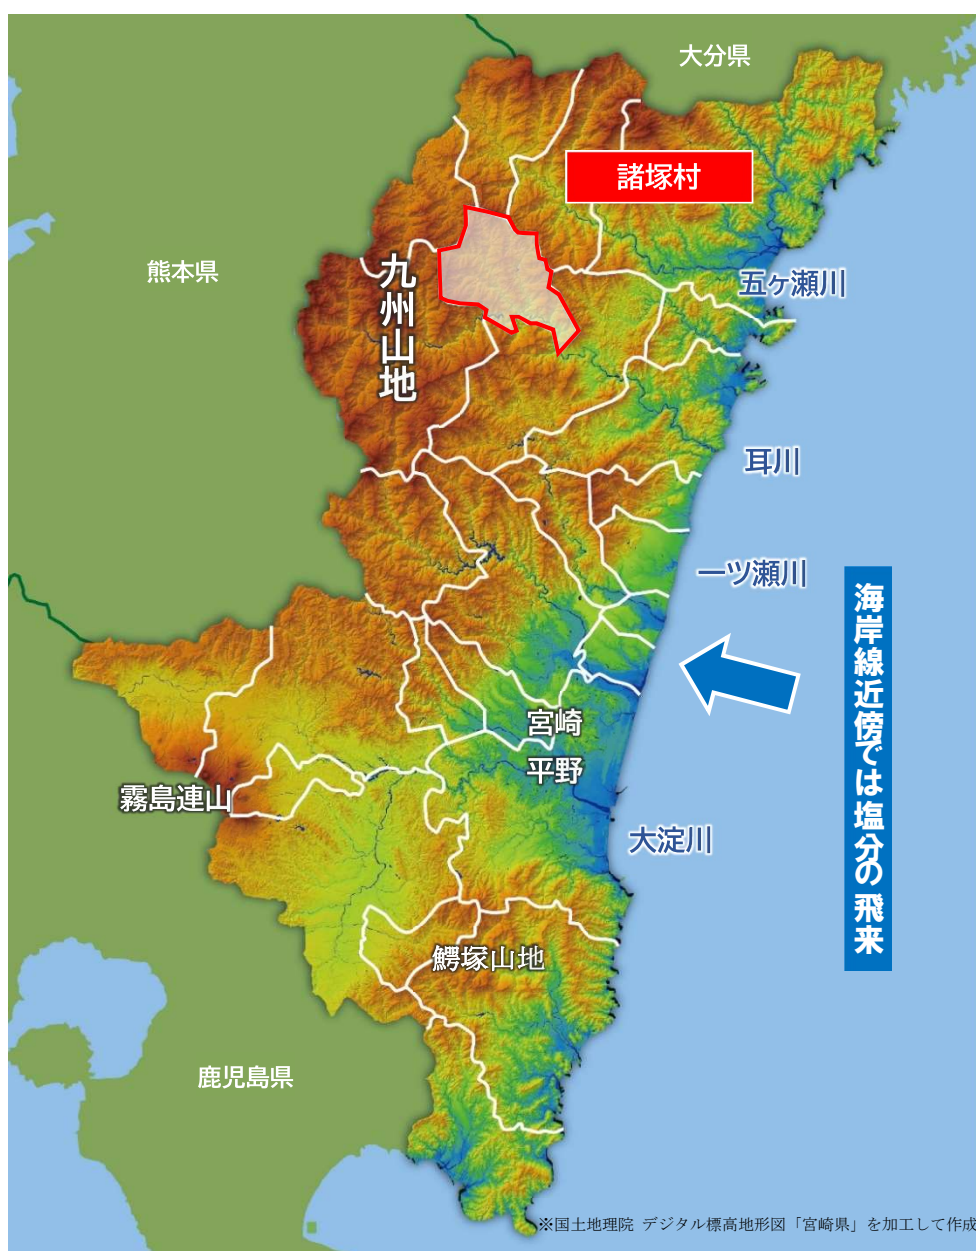 大分県
諸塚村
熊本県
九州山地
五ヶ瀬川
耳川
一ツ瀬川
海岸線近傍では塩分の飛来
宮崎
平野
霧島連山
大淀川
鰐塚山地
鹿児島県
※国土地理院 デジタル標高地形図「宮崎県」を加工して作成